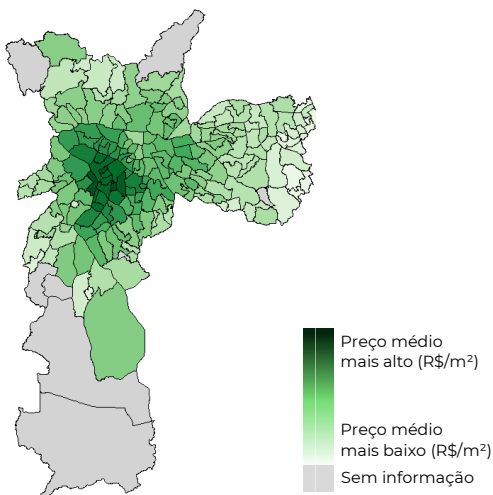 Preço médio
mais alto (R$/m²)
Preço médio
mais baixo (R$/m²)
Sem informação